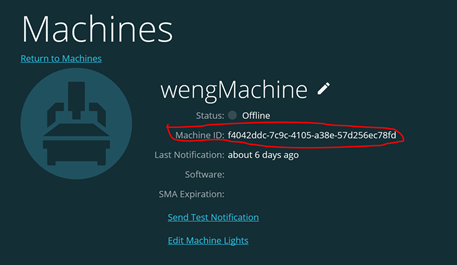 Machines
Return to Machines
wengMachine
Status: Offline
Machine ID: f4042ddc-7c9c-4105-a38e-57d256ec78fd
Last Notification: about 6 days ago
Software:
SMA Expiration:
Send Test Notification
Edit Machine Lights